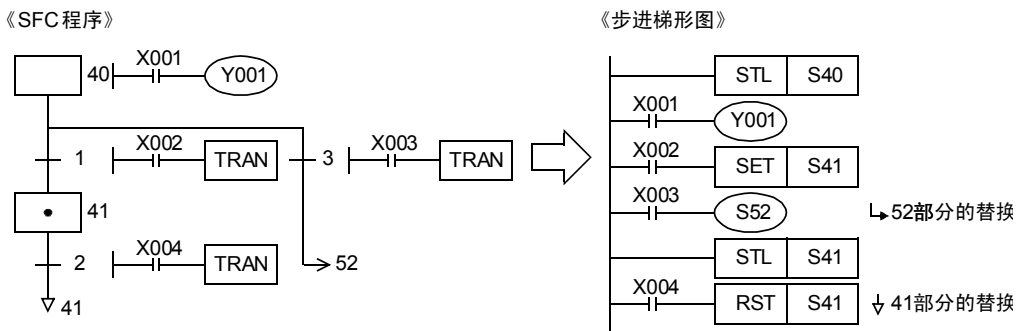 《SFC程序》
40
X001
Y001
1
X002
TRAN
3
X003
TRAN
41
2
X004
TRAN
52
41
《步进梯形图》
STL S40
X001
Y001
X002
SET S41
X003
S52
52部分的替换
STL S41
X004
RST S41
41部分的替换